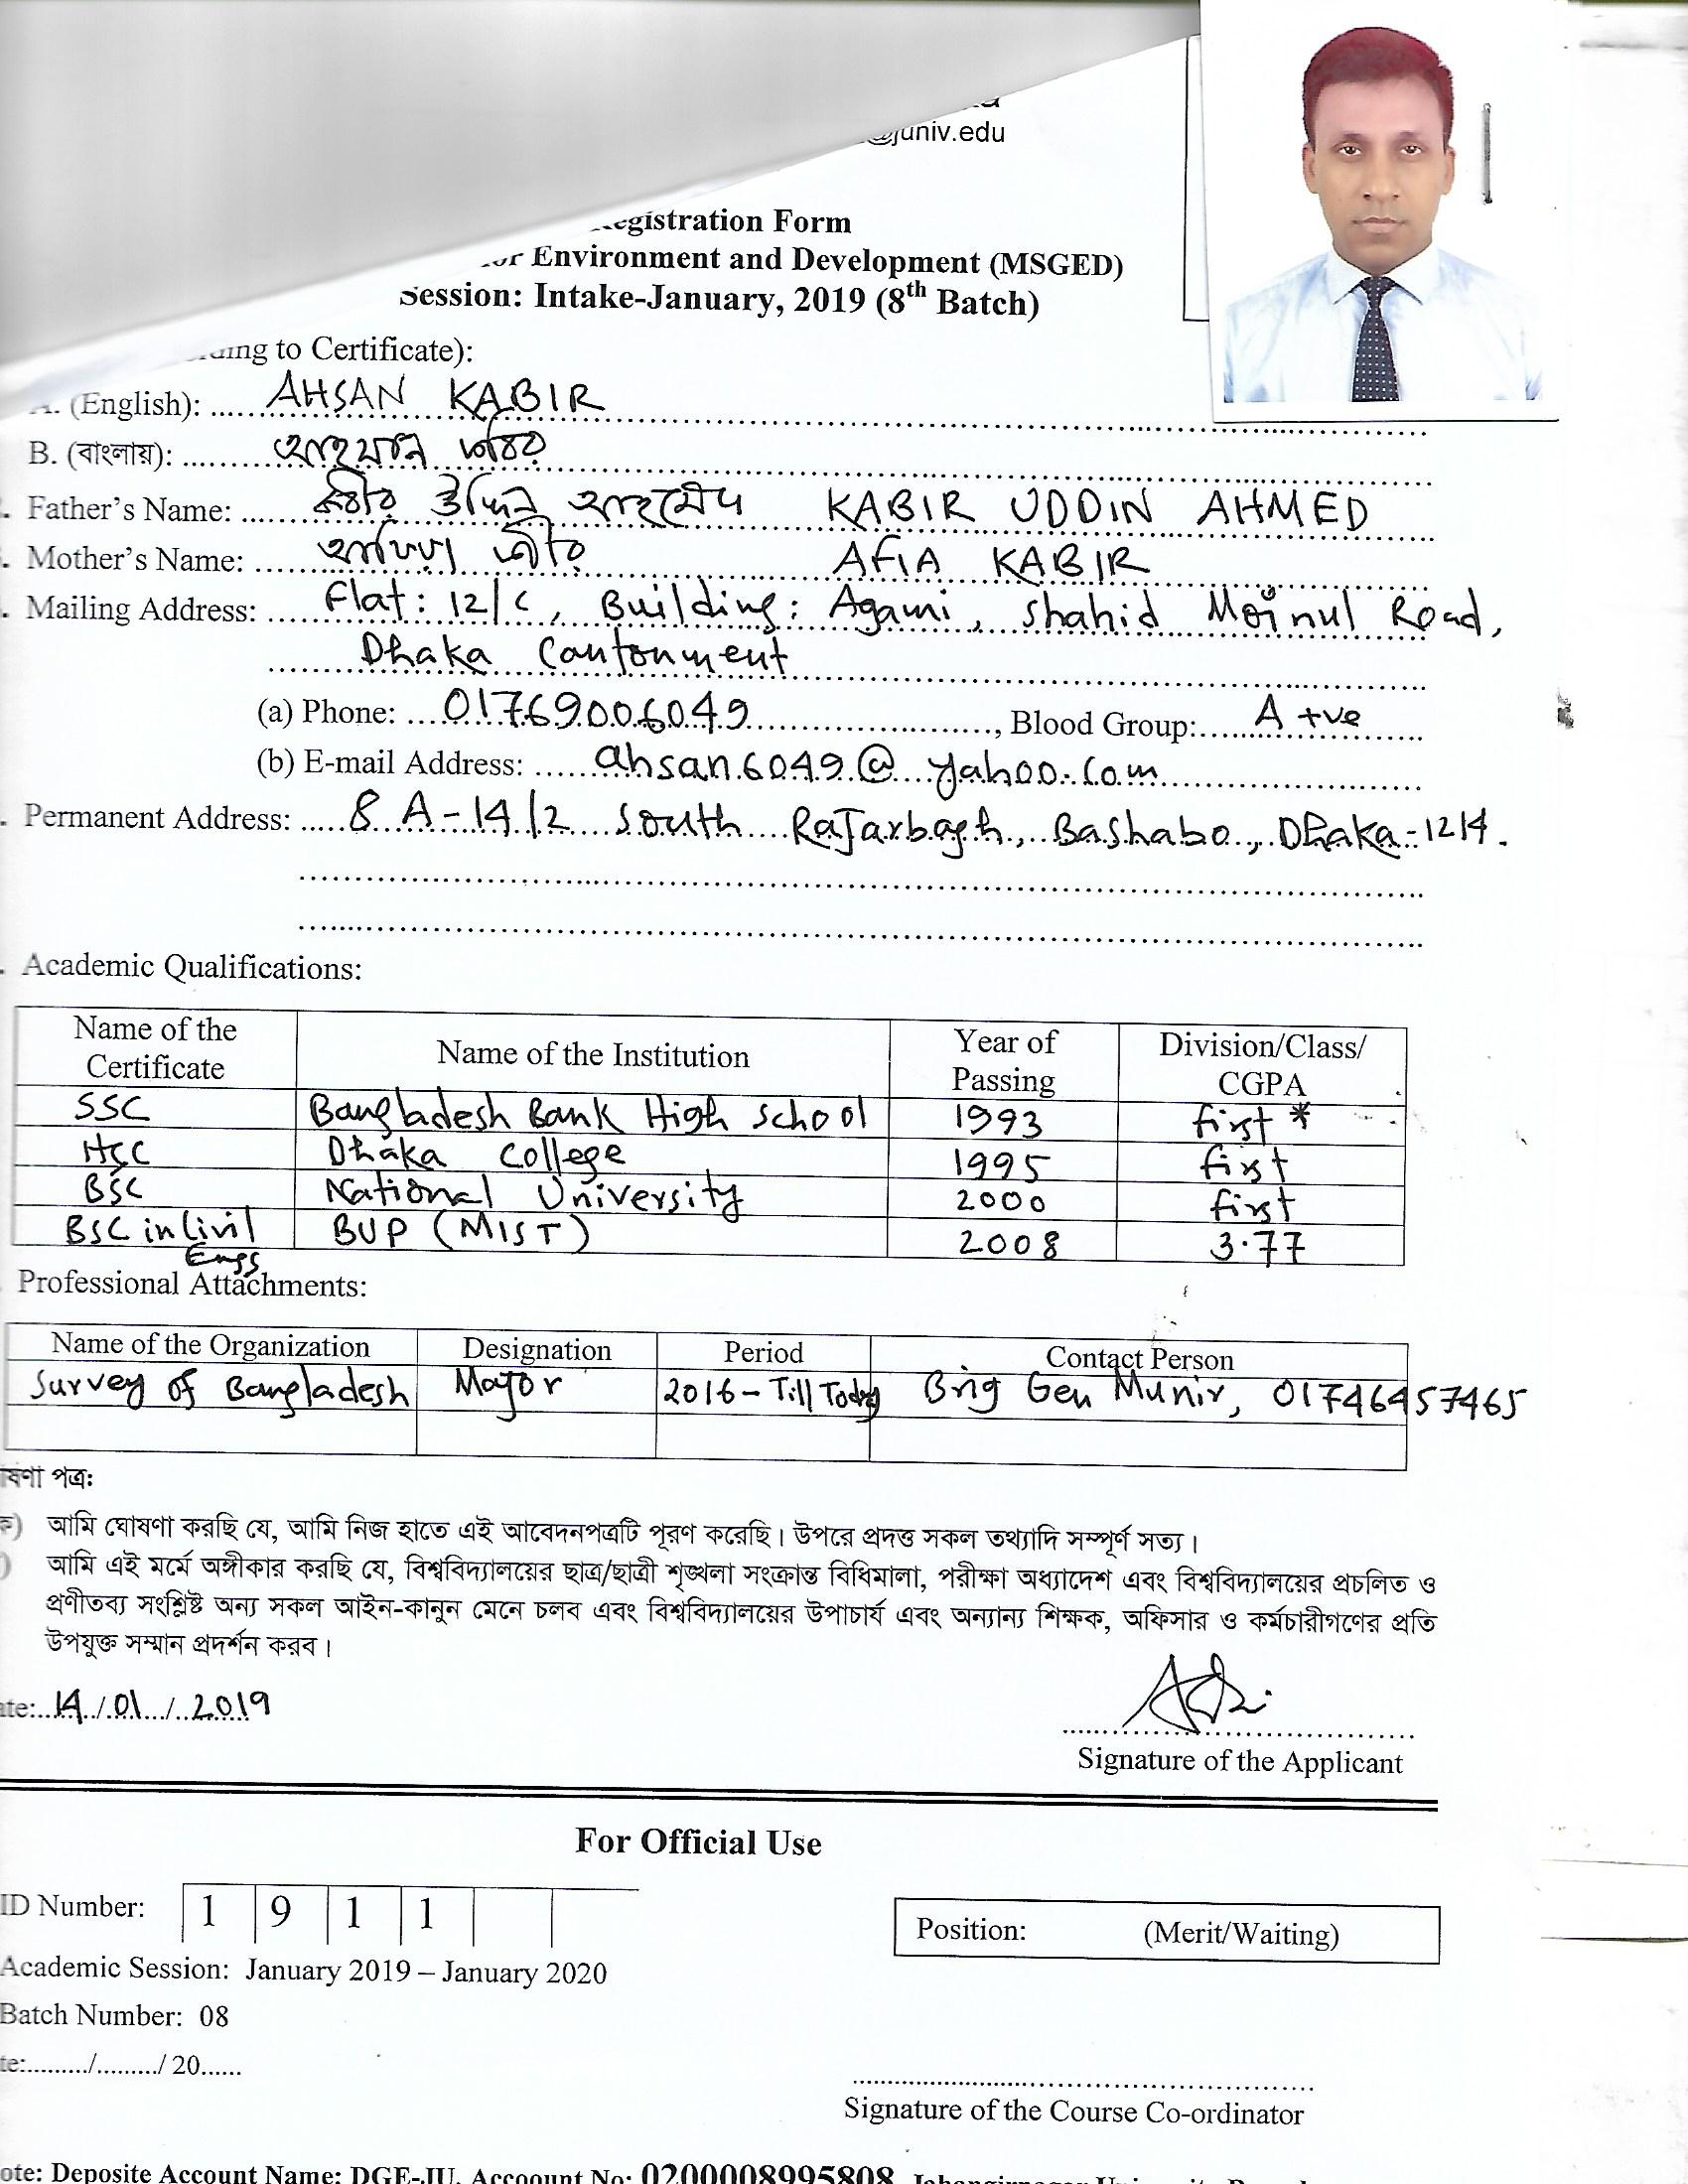 @juniv.edu
Registration Form
Environment and Development (MSGED)
Session: Intake-January, 2019 (8th Batch)
to Certificate):
A. (English): AHSAN KABIR
B. (বাংলায়): আহসান কবির
Father's Name: কবীর উদ্দিন আহমেদ KABIR UDDIN AHMED
Mother's Name: কবীর AFIA KABIR
Mailing Address: Flat: 12/C, Building: Agami, Shahid Moinul Road,
Dhaka Cantonment
(a) Phone: 01769006049, Blood Group: A +ve
(b) E-mail Address: ahsan6049@yahoo.com
Permanent Address: 8 A-14/2 South Rajarbagh, Bashabo, Dhaka-1214.
Academic Qualifications:
Name of the Certificate Name of the Institution Year of Passing Division/Class/ CGPA
SSC Bangladesh Bank High School 1993 first *
HSC Dhaka College 1995 first
BSC National University 2000 first
BSC in Civil Engg BUP (MIST) 2008 3.77
Professional Attachments:
Name of the Organization Designation Period Contact Person
Survey of Bangladesh Major 2016 - Till Today Brig Gen Munir, 01746457465
পত্র:
আমি ঘোষণা করছি যে, আমি নিজ হাতে এই আবেদনপত্রটি পূরণ করেছি। উপরে প্রদত্ত সকল তথ্যাদি সম্পূর্ণ সত্য।
আমি এই মর্মে অঙ্গীকার করছি যে, বিশ্ববিদ্যালয়ের ছাত্র/ছাত্রী শৃঙ্খলা সংক্রান্ত বিধিমালা, পরীক্ষা অধ্যাদেশ এবং বিশ্ববিদ্যালয়ের প্রচলিত ও
প্রণীতব্য সংশ্লিষ্ট অন্য সকল আইন-কানুন মেনে চলব এবং বিশ্ববিদ্যালয়ের উপাচার্য এবং অন্যান্য শিক্ষক, অফিসার ও কর্মচারীগণের প্রতি
উপযুক্ত সম্মান প্রদর্শন করব।
14/01/2019
Signature of the Applicant
For Official Use
ID Number: 1 9 1 1
Position: (Merit/Waiting)
Academic Session: January 2019 – January 2020
Batch Number: 08
/ / 20
Signature of the Course Co-ordinator
Deposite Account Name: DGE-JU, Accoount No: 0200008995808